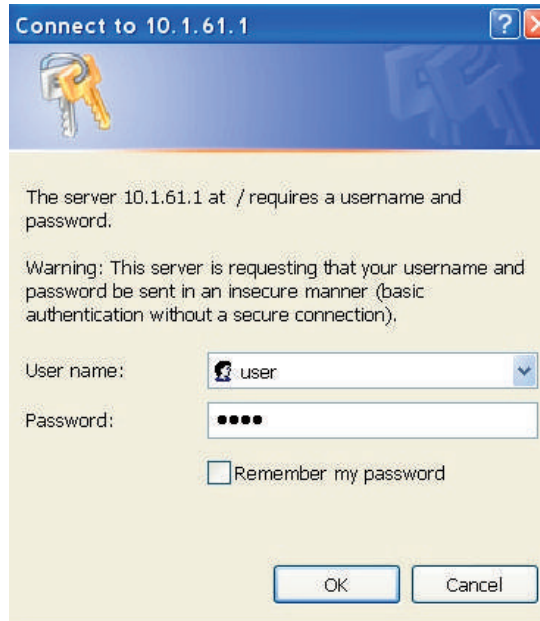 Connect to 10.1.61.1
The server 10.1.61.1 at / requires a username and
password.
Warning: This server is requesting that your username and
password be sent in an insecure manner (basic
authentication without a secure connection).
User name:
user
Password:
••••
Remember my password
OK
Cancel